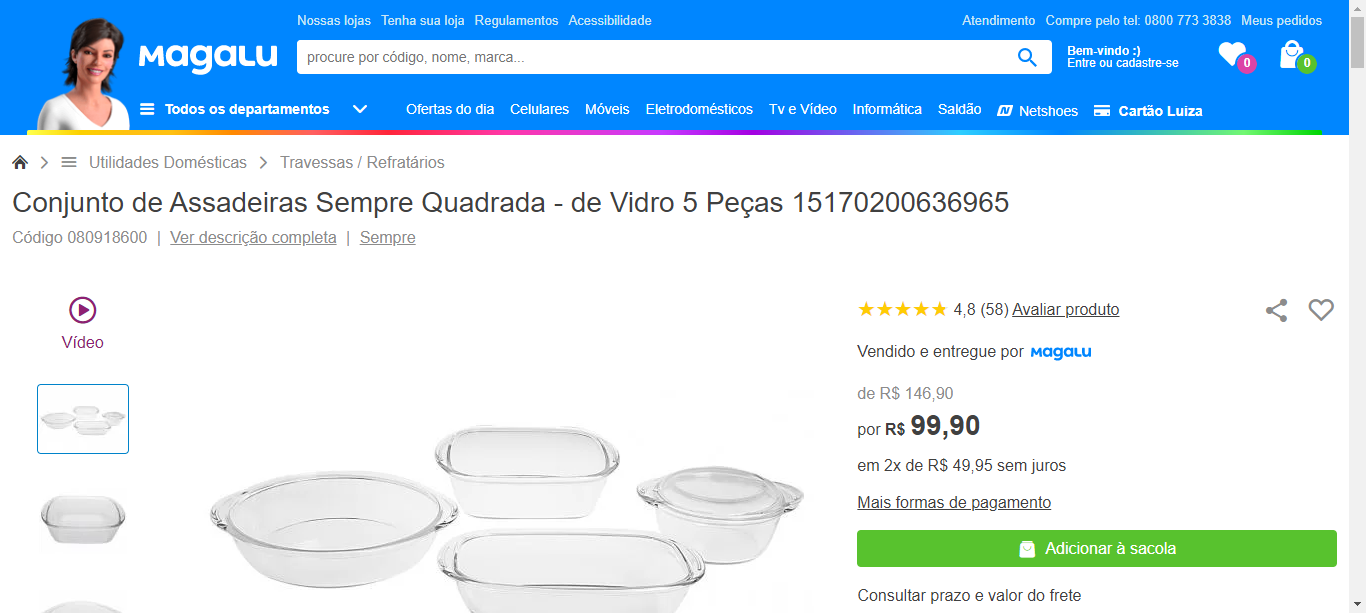 Nossas lojas Tenha sua loja Regulamentos Acessibilidade
Atendimento Compre pelo tel: 0800 773 3838 Meus pedidos
Magalu
procure por código, nome, marca...
Bem-vindo :)
Entre ou cadastre-se
0
0
Todos os departamentos
Ofertas do dia Celulares Móveis Eletrodomésticos Tv e Vídeo Informática Saldão Netshoes Cartão Luiza
Utilidades Domésticas Travessas / Refratários
Conjunto de Assadeiras Sempre Quadrada - de Vidro 5 Peças 15170200636965
Código 080918600 | Ver descrição completa | Sempre
Vídeo
4,8 (58) Avaliar produto
Vendido e entregue por Magalu
de R$ 146,90
por R$ 99,90
em 2x de R$ 49,95 sem juros
Mais formas de pagamento
Adicionar à sacola
Consultar prazo e valor do frete